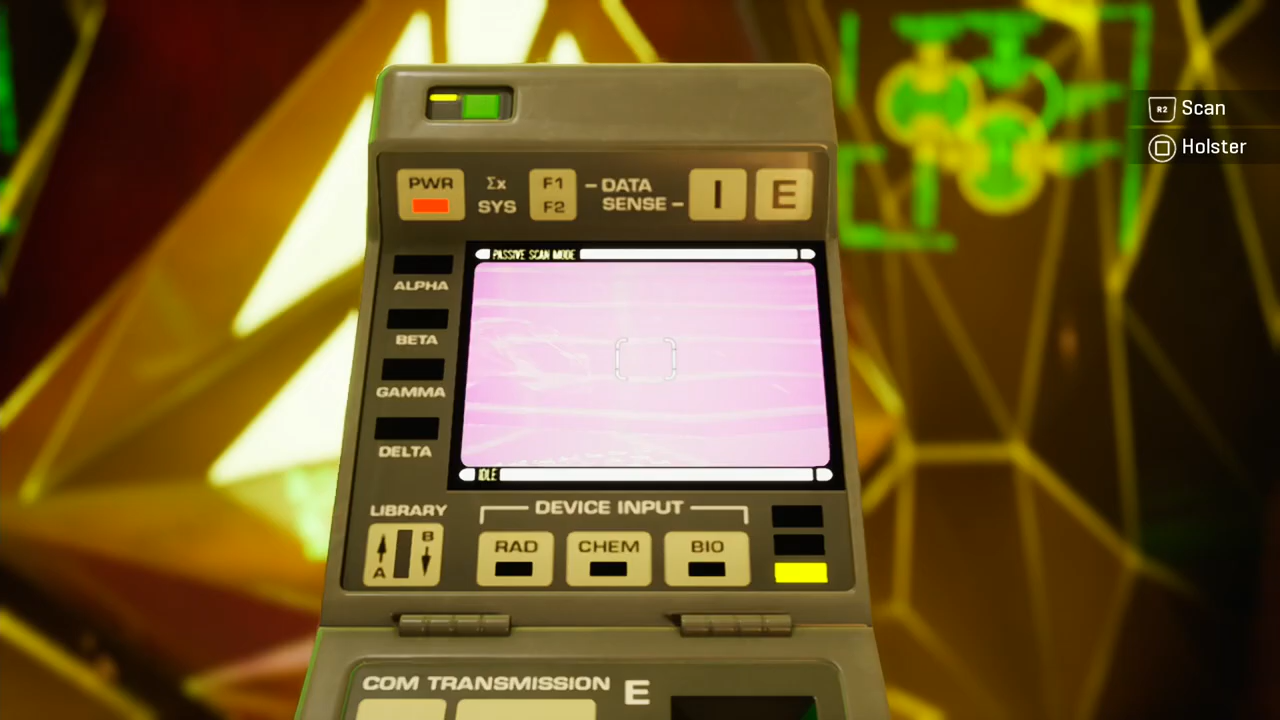 R2 Scan
Holster
PWR
Σx
SYS
F1
F2
– DATA
SENSE –
I
E
PASSIVE SCAN MODE
ALPHA
BETA
GAMMA
DELTA
IDLE
LIBRARY
A
B
DEVICE INPUT
RAD
CHEM
BIO
COM TRANSMISSION E